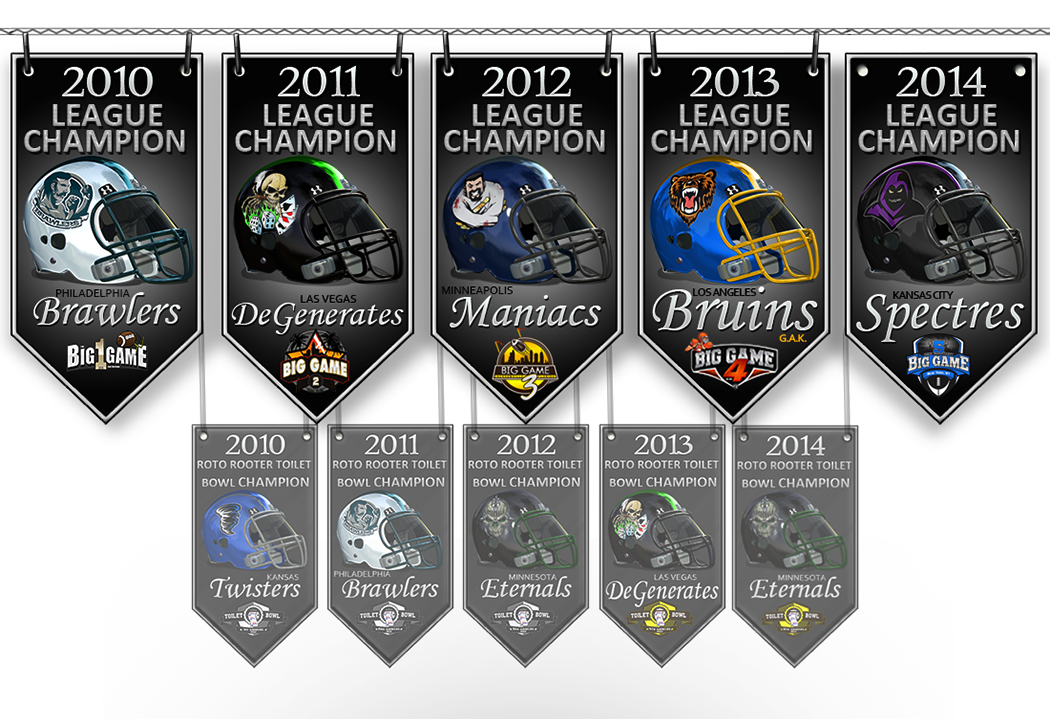 2010
LEAGUE
CHAMPION
BRAWLERS
PHILADELPHIA
Brawlers
BIG 1 GAME
2011
LEAGUE
CHAMPION
LAS VEGAS
DeGenerates
BIG GAME
2
2012
LEAGUE
CHAMPION
MINNEAPOLIS
Maniacs
BIG GAME
3
2013
LEAGUE
CHAMPION
LOS ANGELES
Bruins
G.A.K.
BIG GAME
4
2014
LEAGUE
CHAMPION
KANSAS CITY
Spectres
BIG GAME
2010
ROTO ROOTER TOILET
BOWL CHAMPION
KANSAS
Twisters
TOILET BOWL
2011
ROTO ROOTER TOILET
BOWL CHAMPION
PHILADELPHIA
Brawlers
TOILET BOWL
2012
ROTO ROOTER TOILET
BOWL CHAMPION
MINNESOTA
Eternals
TOILET BOWL
2013
ROTO ROOTER TOILET
BOWL CHAMPION
LAS VEGAS
DeGenerates
TOILET BOWL
2014
ROTO ROOTER TOILET
BOWL CHAMPION
MINNESOTA
Eternals
TOILET BOWL